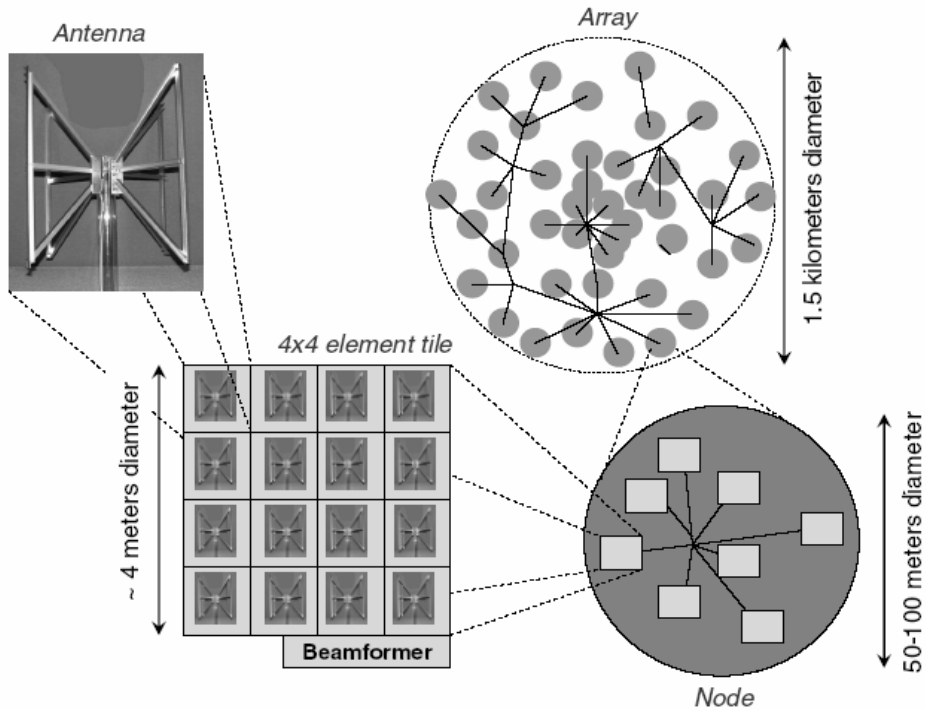 Antenna
Array
1.5 kilometers diameter
4x4 element tile
~ 4 meters diameter
Beamformer
50-100 meters diameter
Node